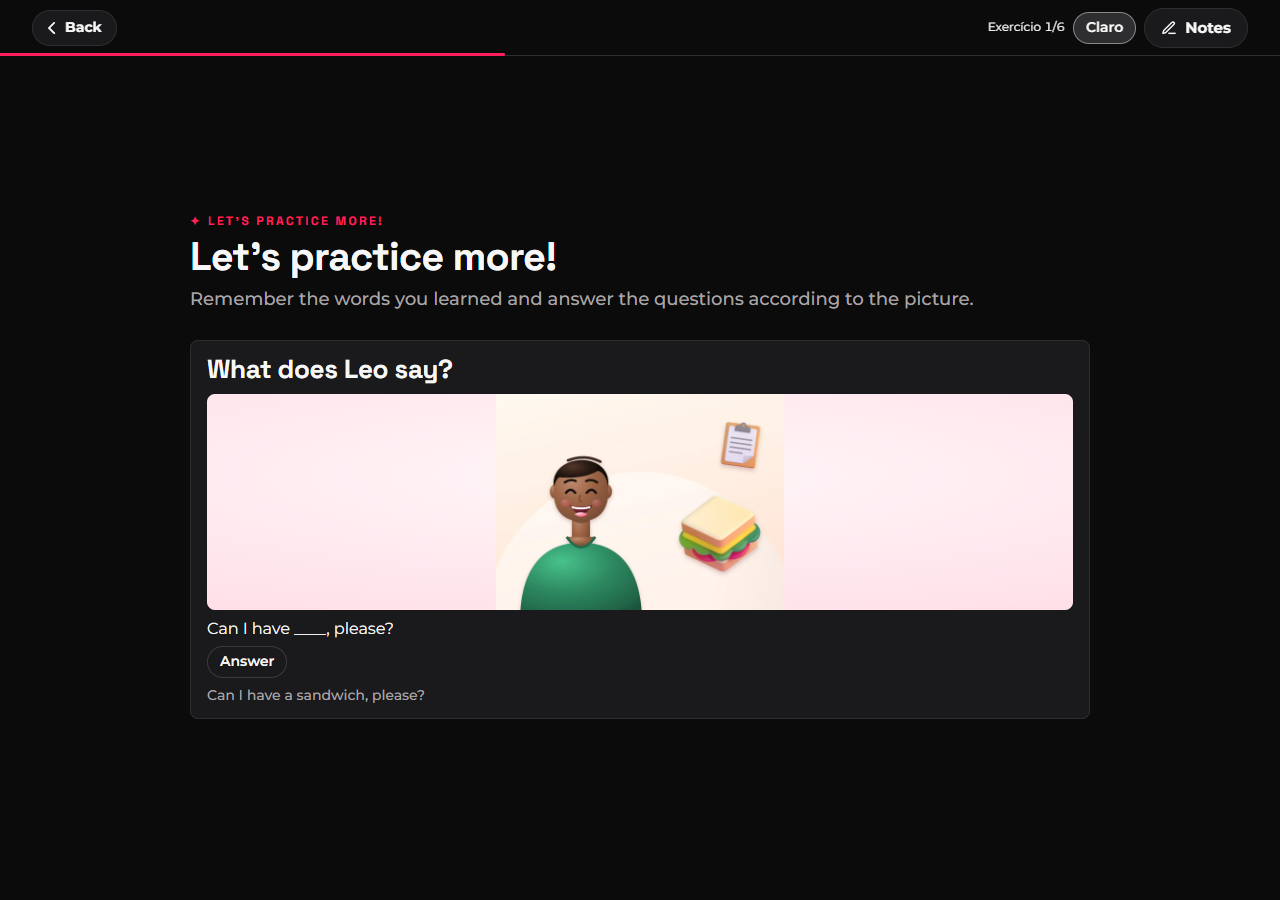 Back
Exercício 1/6
Claro
Notes
✦ LET'S PRACTICE MORE!
Let's practice more!
Remember the words you learned and answer the questions according to the picture.
What does Leo say?
Can I have ____, please?
Answer
Can I have a sandwich, please?